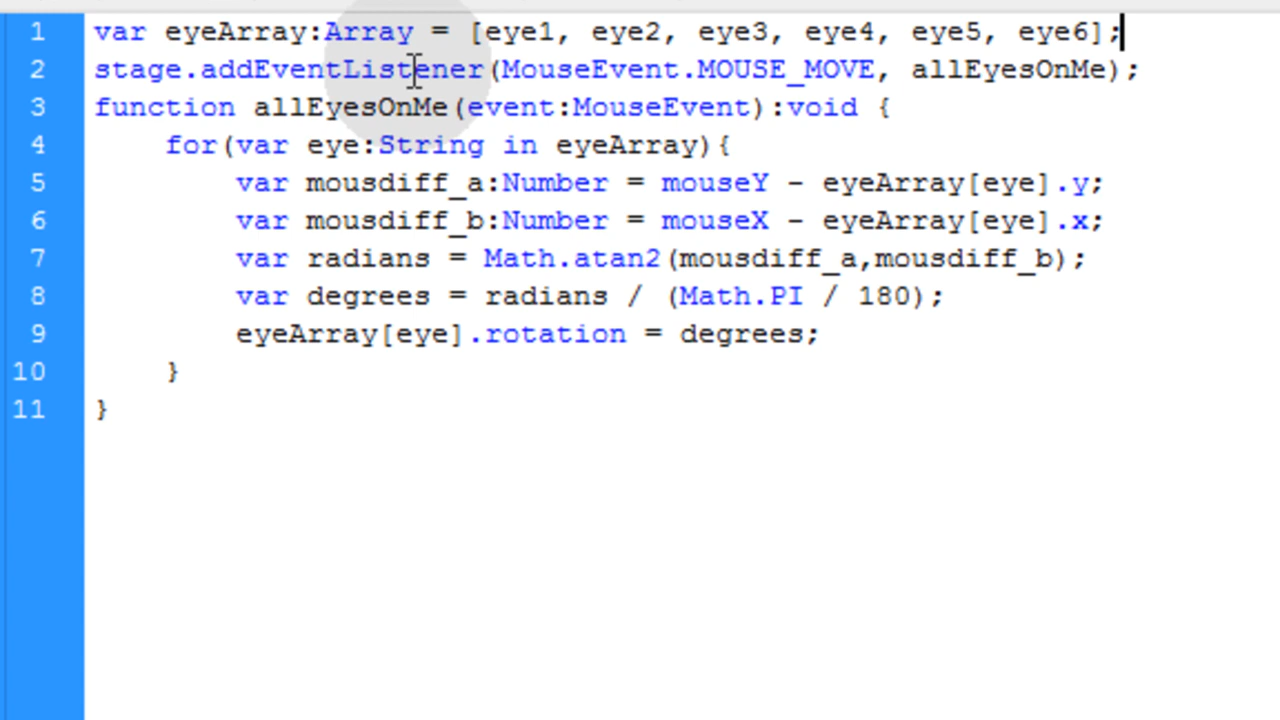 1 var eyeArray:Array = [eye1, eye2, eye3, eye4, eye5, eye6];
2 stage.addEventListener(MouseEvent.MOUSE_MOVE, allEyesOnMe);
3 function allEyesOnMe(event:MouseEvent):void {
4     for(var eye:String in eyeArray){
5         var mousdiff_a:Number = mouseY - eyeArray[eye].y;
6         var mousdiff_b:Number = mouseX - eyeArray[eye].x;
7         var radians = Math.atan2(mousdiff_a,mousdiff_b);
8         var degrees = radians / (Math.PI / 180);
9         eyeArray[eye].rotation = degrees;
10     }
11 }